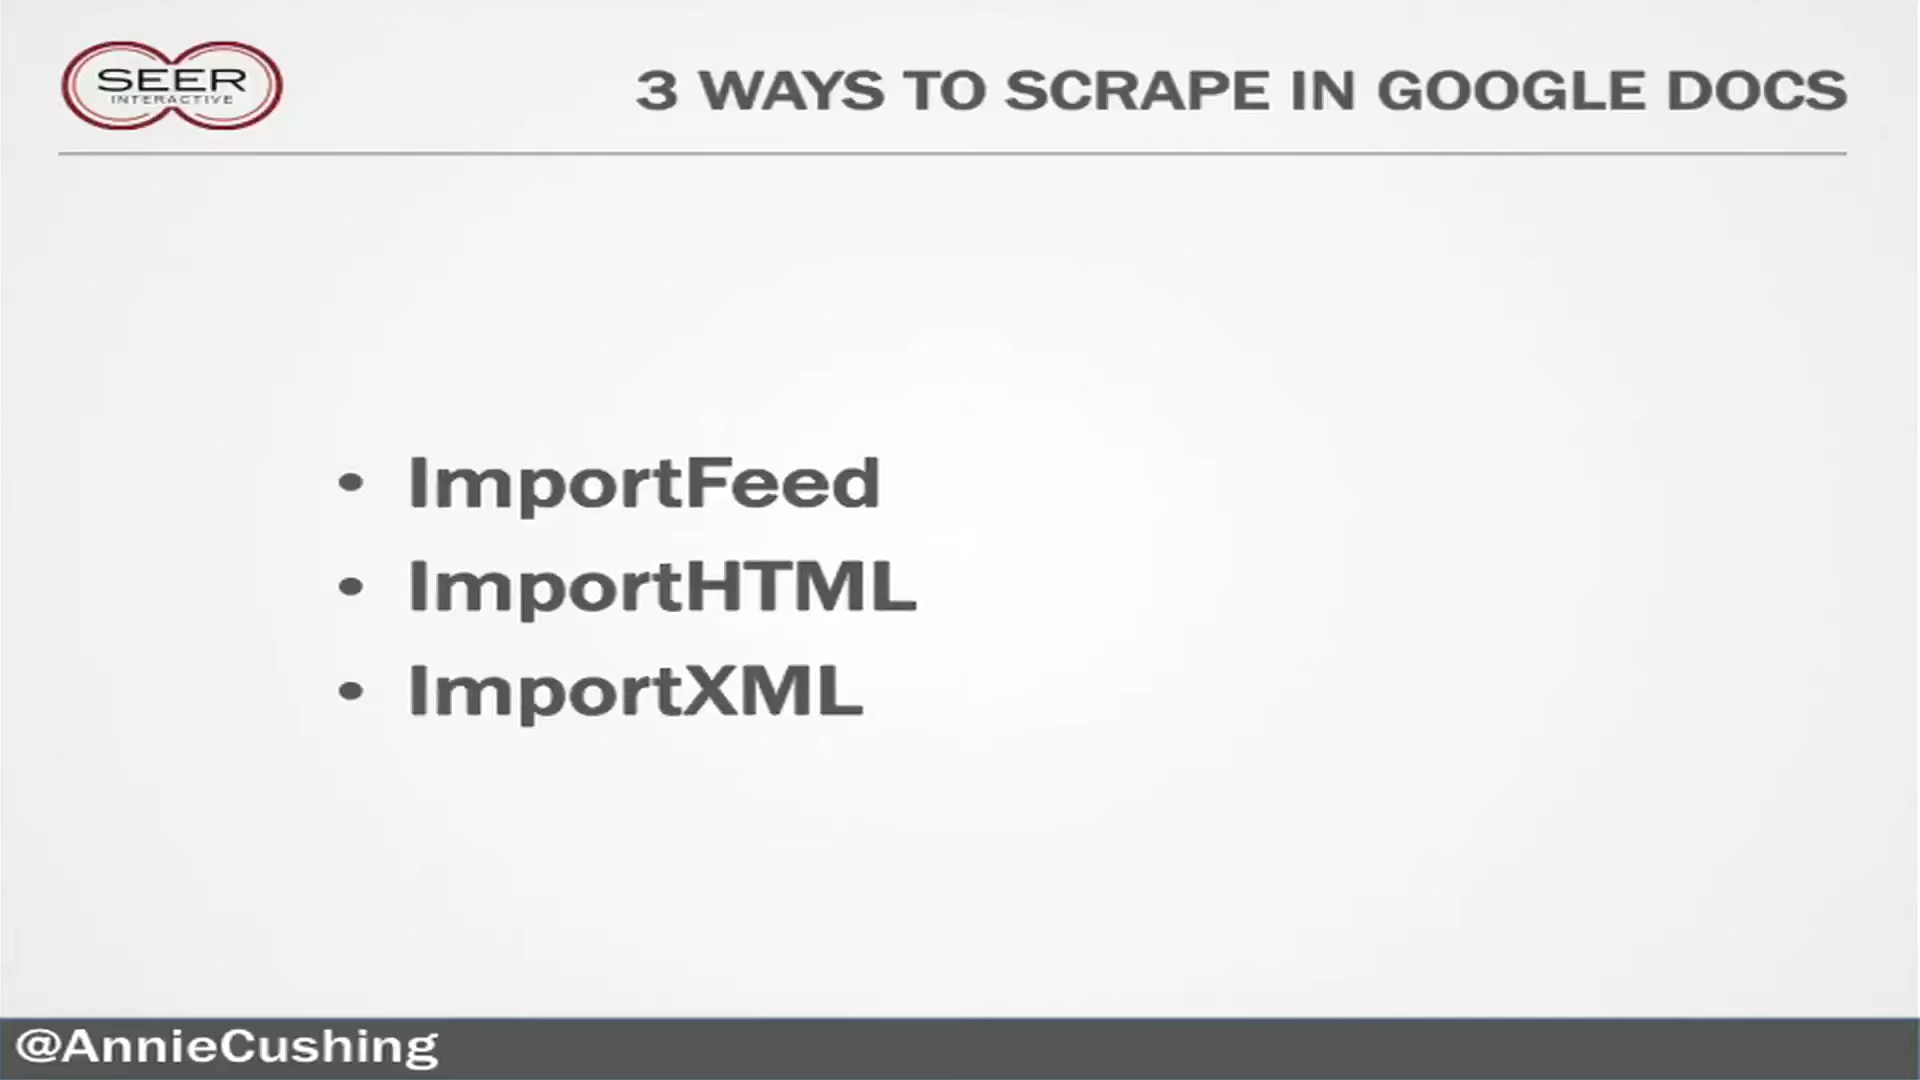 SEER
INTERACTIVE
3 WAYS TO SCRAPE IN GOOGLE DOCS
• ImportFeed
• ImportHTML
• ImportXML
@AnnieCushing